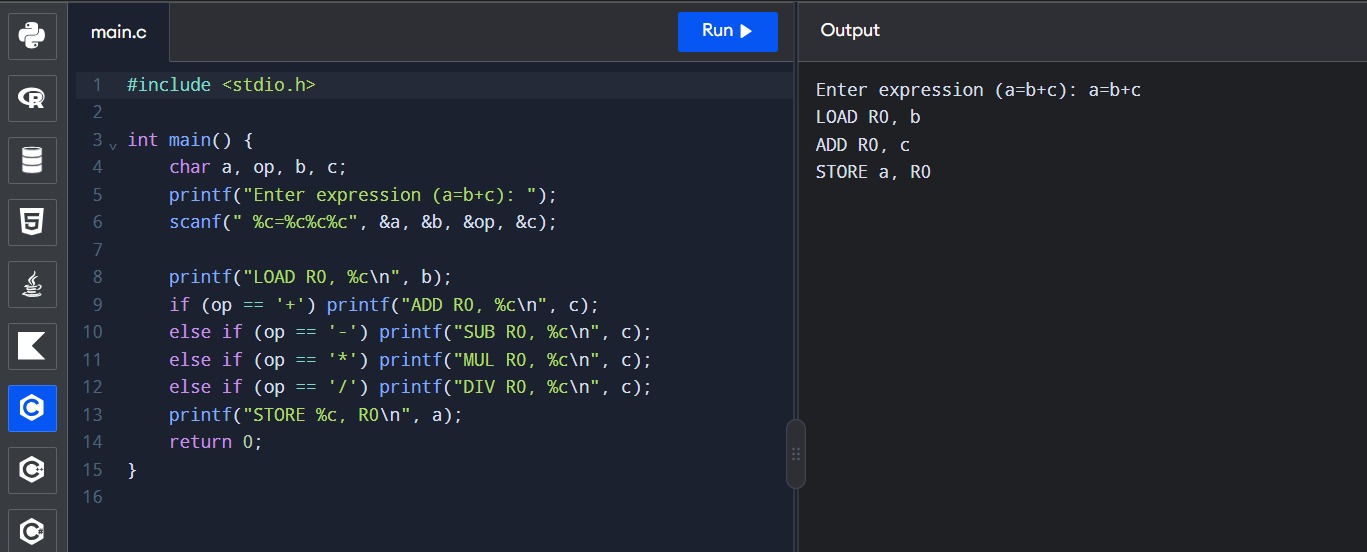 main.c
Run
Output
1 #include <stdio.h>
2
3 int main() {
4 char a, op, b, c;
5 printf("Enter expression (a=b+c): ");
6 scanf(" %c=%c%c%c", &a, &b, &op, &c);
7
8 printf("LOAD R0, %c\n", b);
9 if (op == '+') printf("ADD R0, %c\n", c);
10 else if (op == '-') printf("SUB R0, %c\n", c);
11 else if (op == '*') printf("MUL R0, %c\n", c);
12 else if (op == '/') printf("DIV R0, %c\n", c);
13 printf("STORE %c, R0\n", a);
14 return 0;
15 }
16
Enter expression (a=b+c): a=b+c
LOAD R0, b
ADD R0, c
STORE a, R0